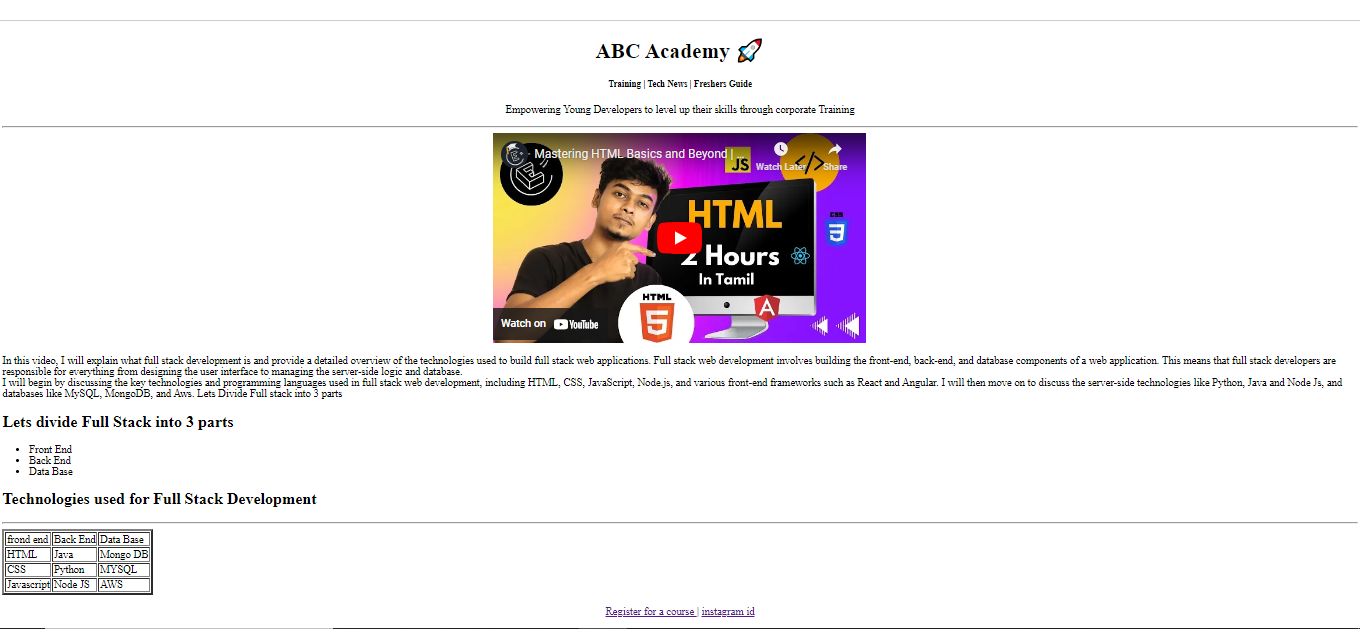 ABC Academy 🚀
Training | Tech News | Freshers Guide
Empowering Young Developers to level up their skills through corporate Training
Mastering HTML Basics and Beyond |
JS
Watch Later
</>
Share
HTML
CSS
3
2 Hours
In Tamil
HTML
5
A
Watch on YouTube
In this video, I will explain what full stack development is and provide a detailed overview of the technologies used to build full stack web applications. Full stack web development involves building the front-end, back-end, and database components of a web application. This means that full stack developers are
responsible for everything from designing the user interface to managing the server-side logic and database.
I will begin by discussing the key technologies and programming languages used in full stack web development, including HTML, CSS, JavaScript, Node.js, and various front-end frameworks such as React and Angular. I will then move on to discuss the server-side technologies like Python, Java and Node Js, and
databases like MySQL, MongoDB, and Aws. Lets Divide Full stack into 3 parts
Lets divide Full Stack into 3 parts
• Front End
• Back End
• Data Base
Technologies used for Full Stack Development
frond end Back End Data Base
HTML Java Mongo DB
CSS Python MYSQL
Javascript Node JS AWS
Register for a course | instagram id